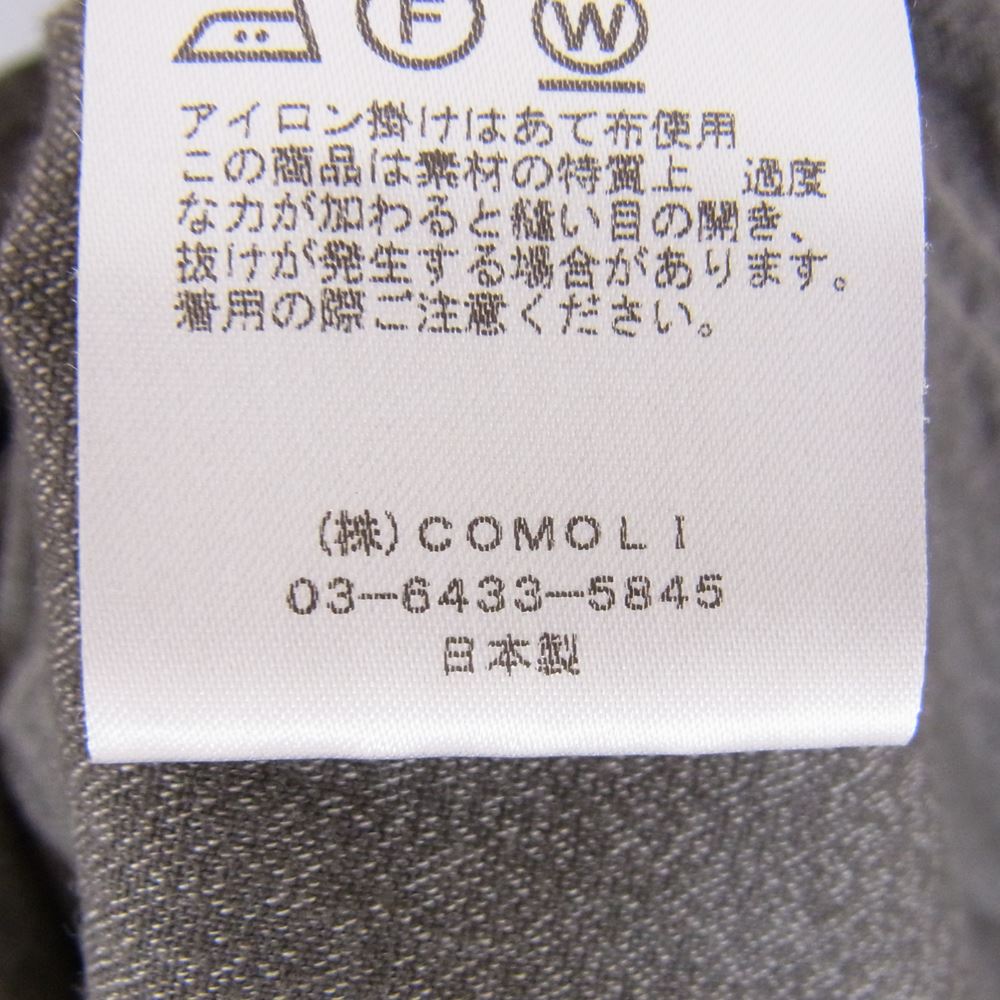 F W
アイロン掛けはあて布使用
この商品は素材の特質上　過度
な力が加わると縫い目の開き、
抜けが発生する場合があります。
着用の際ご注意ください。
(株)COMOLI
03-6433-5845
日本製